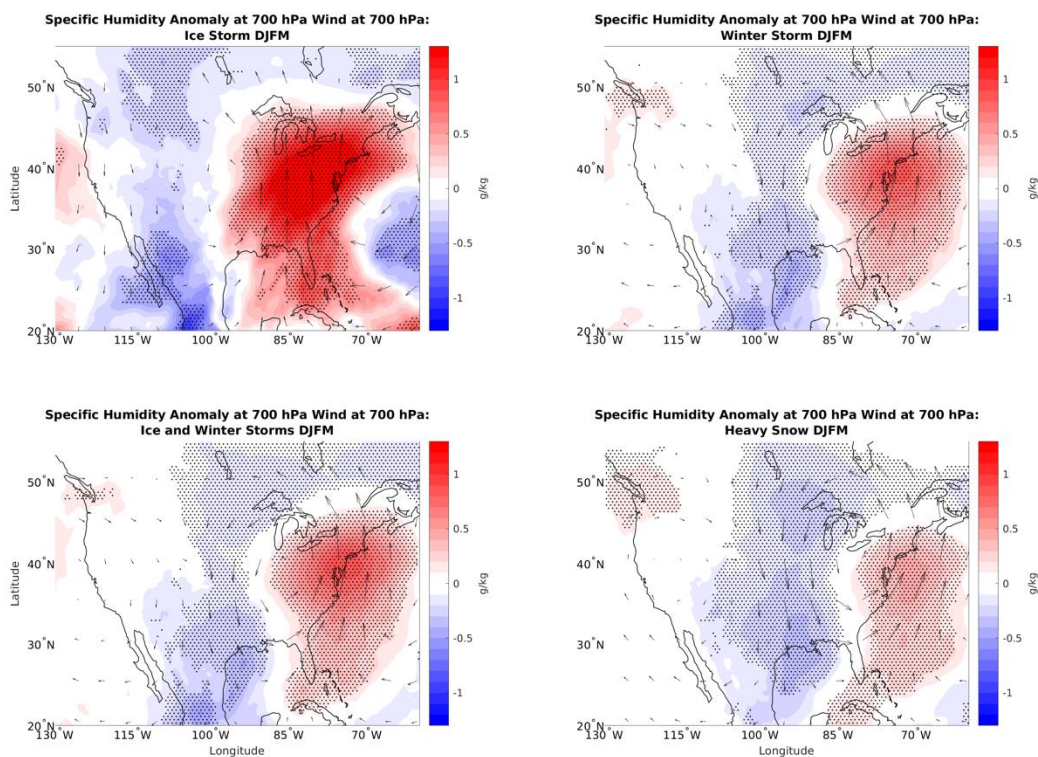 Specific Humidity Anomaly at 700 hPa Wind at 700 hPa:
Ice Storm DJFM
50°N
40°N
30°N
20°N
130°W
115°W
100°W
85°W
70°W
Latitude
1
0.5
0
-0.5
-1
g/kg
Specific Humidity Anomaly at 700 hPa Wind at 700 hPa:
Winter Storm DJFM
50°N
40°N
30°N
20°N
130°W
115°W
100°W
85°W
70°W
1
0.5
0
-0.5
-1
g/kg
Specific Humidity Anomaly at 700 hPa Wind at 700 hPa:
Ice and Winter Storms DJFM
50°N
40°N
30°N
20°N
130°W
115°W
100°W
85°W
70°W
Latitude
Longitude
1
0.5
0
-0.5
-1
g/kg
Specific Humidity Anomaly at 700 hPa Wind at 700 hPa:
Heavy Snow DJFM
50°N
40°N
30°N
20°N
130°W
115°W
100°W
85°W
70°W
Longitude
1
0.5
0
-0.5
-1
g/kg